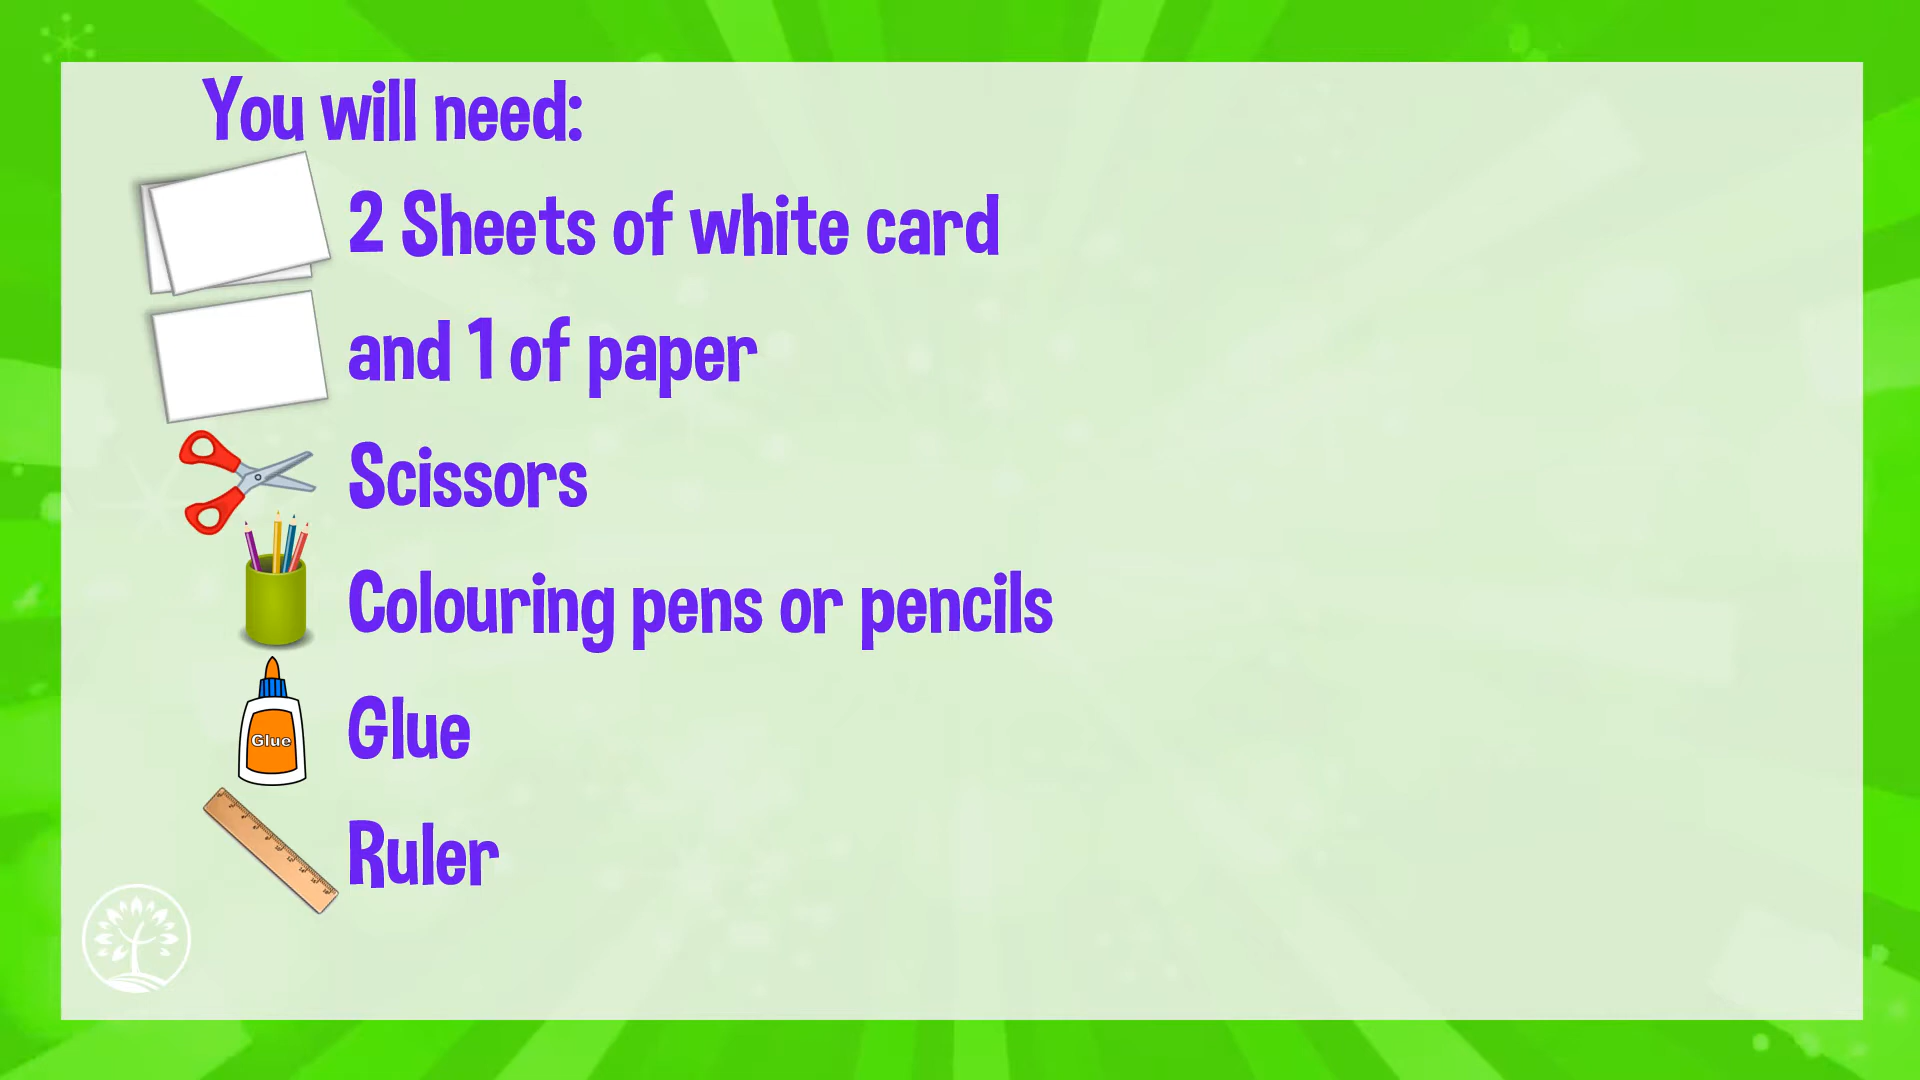 You will need:
2 Sheets of white card
and 1 of paper
Scissors
Colouring pens or pencils
Glue
Glue
Ruler